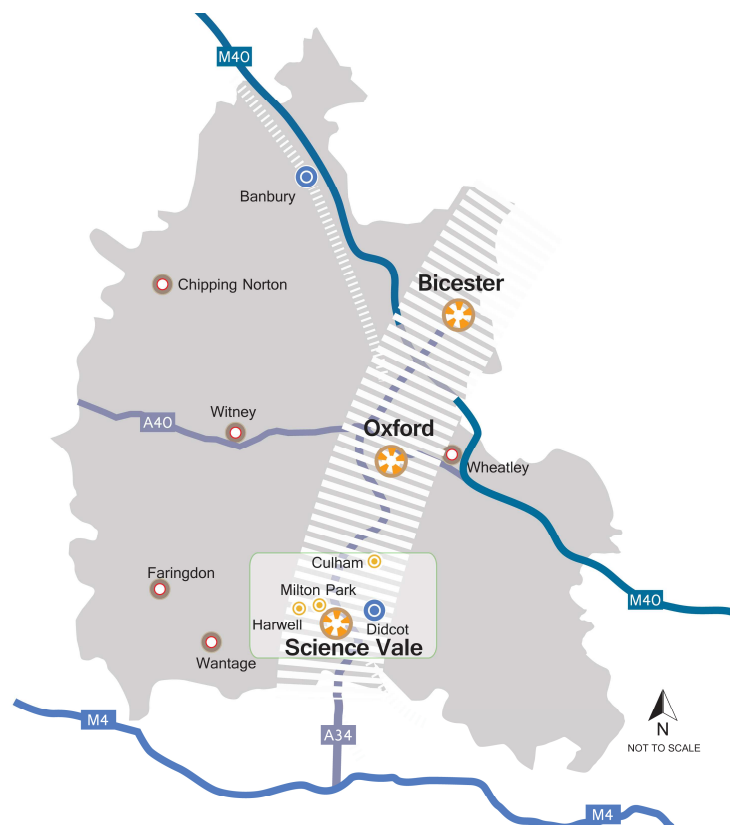 M40
Banbury
Bicester
Chipping Norton
Witney
A40
Oxford
Wheatley
Culham
Faringdon
Milton Park
M40
Harwell
Didcot
Science Vale
Wantage
N
M4
A34
NOT TO SCALE
M4